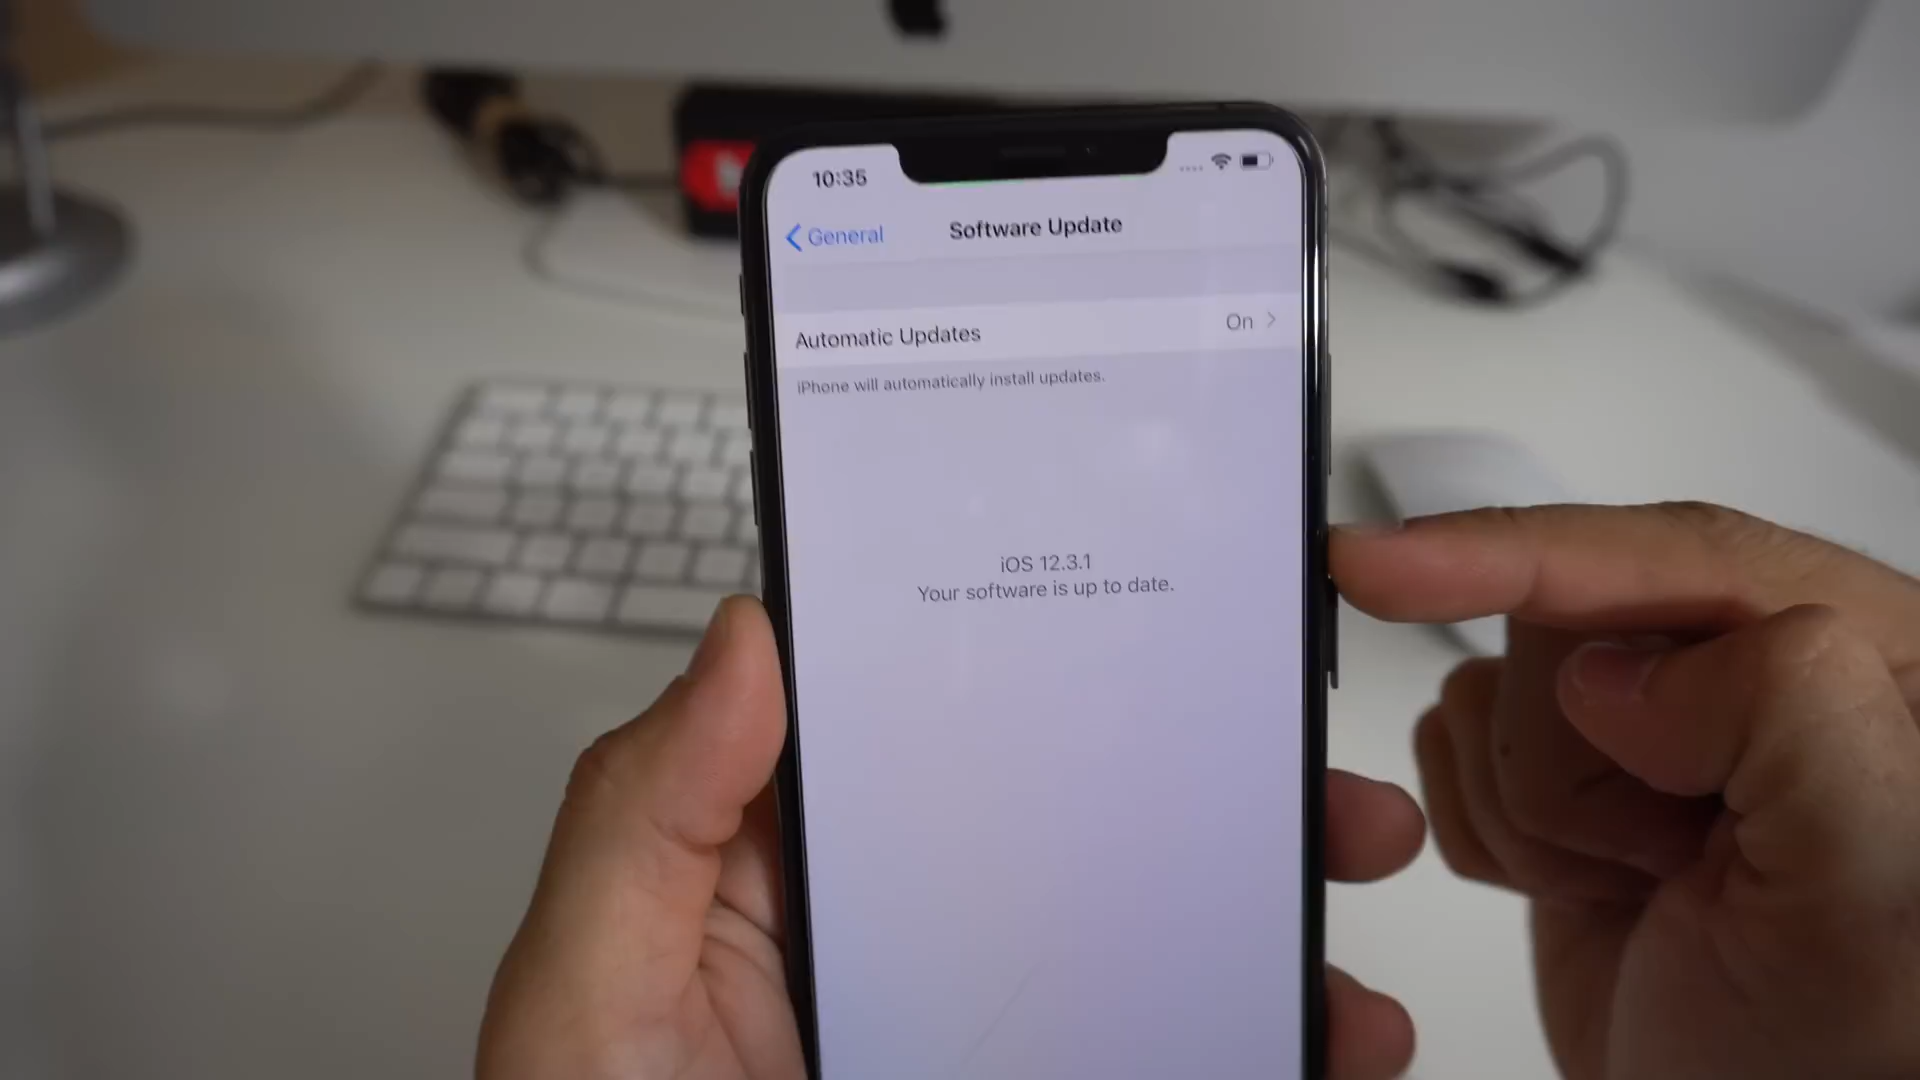 10:35
General
Software Update
Automatic Updates
On
iPhone will automatically install updates.
iOS 12.3.1
Your software is up to date.